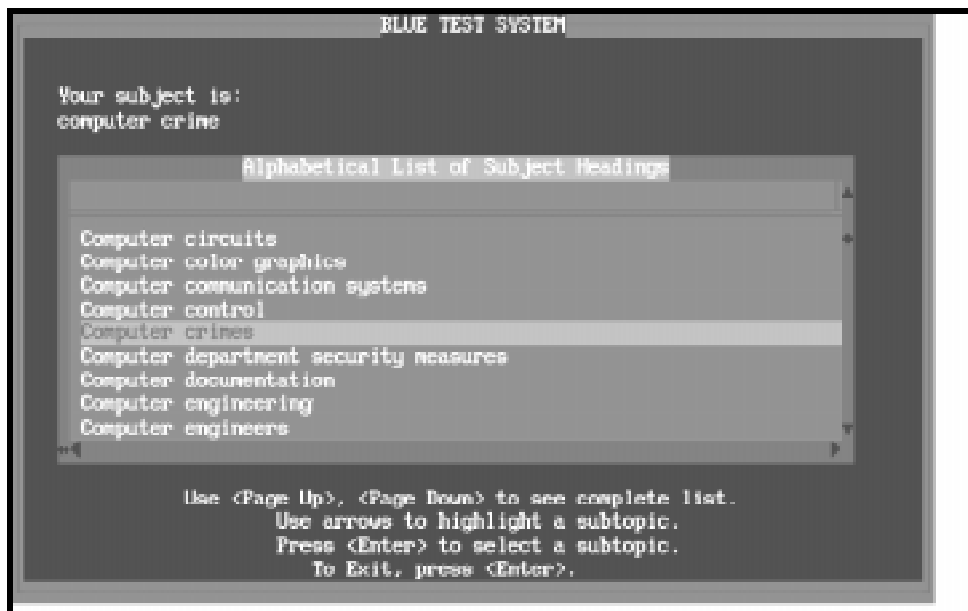 BLUE TEST SYSTEM
Your subject is:
computer crime
Alphabetical List of Subject Headings
Computer circuits
Computer color graphics
Computer communication systems
Computer control
Computer crimes
Computer department security measures
Computer documentation
Computer engineering
Computer engineers
Use <Page Up>, <Page Down> to see complete list.
Use arrows to highlight a subtopic.
Press <Enter> to select a subtopic.
To Exit, press <Enter>.